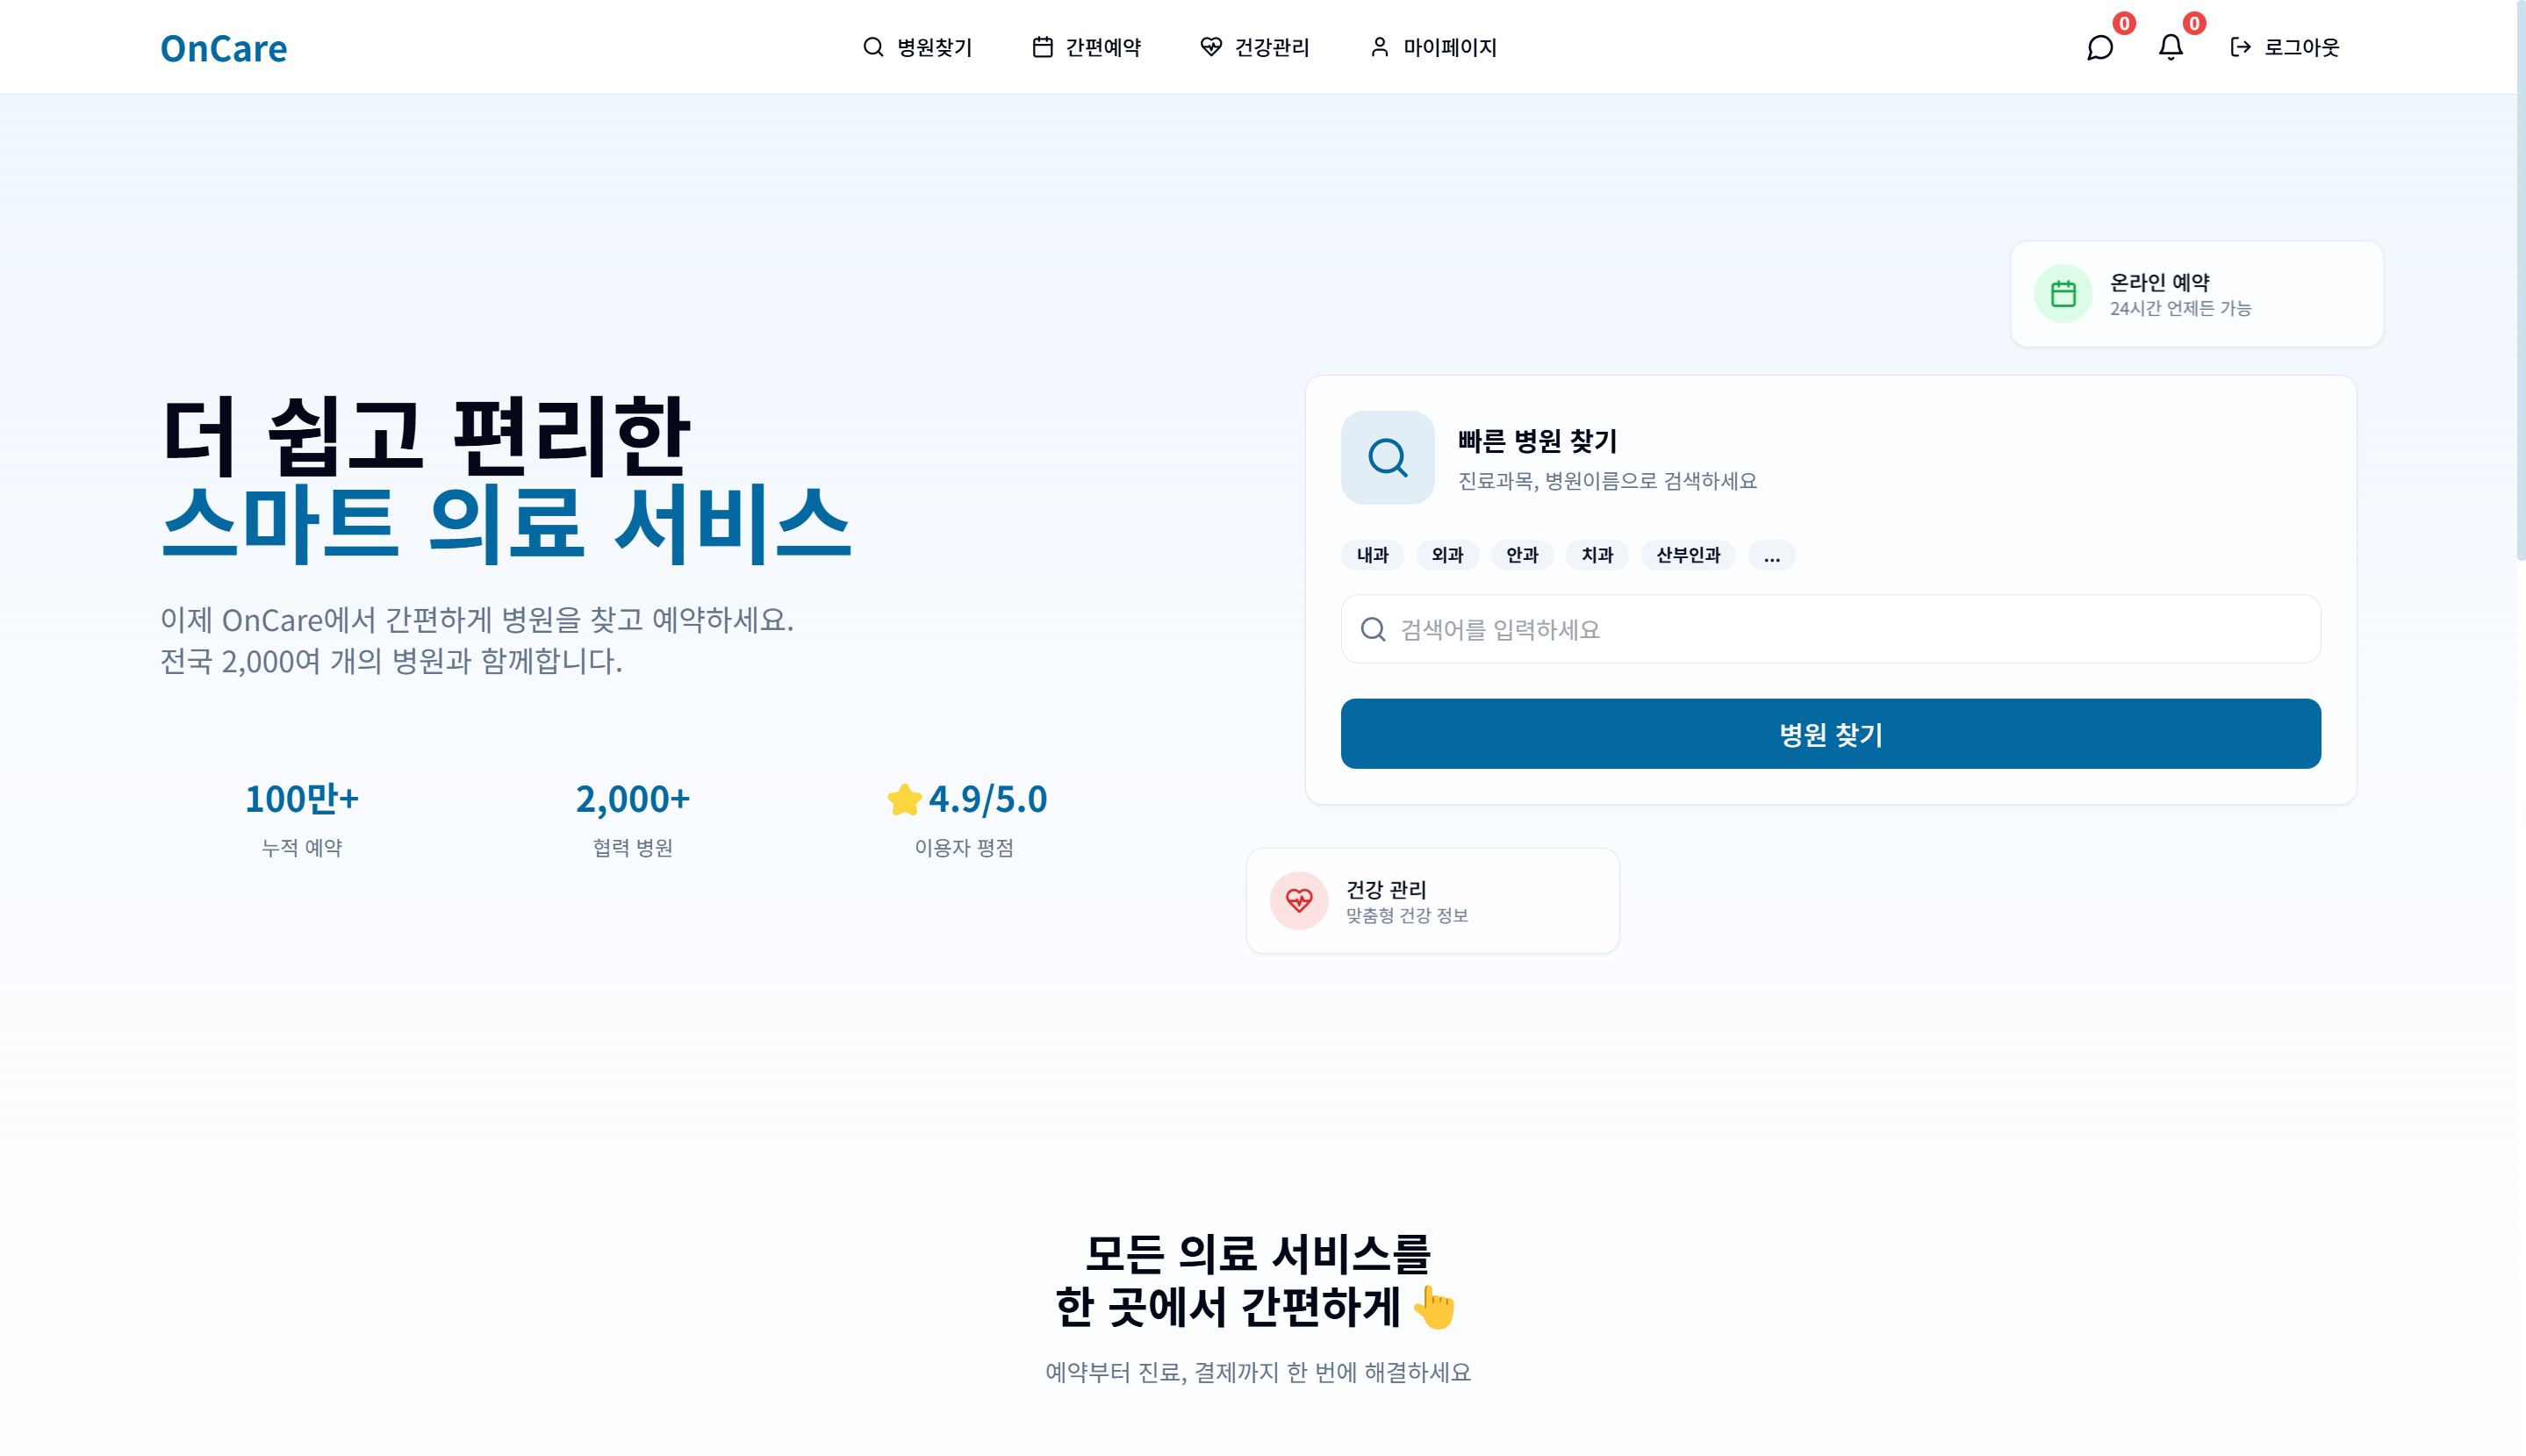 OnCare
병원찾기
간편예약
건강관리
마이페이지
0
0
로그아웃
온라인 예약
24시간 언제든 가능
더 쉽고 편리한
스마트 의료 서비스
이제 OnCare에서 간편하게 병원을 찾고 예약하세요.
전국 2,000여 개의 병원과 함께합니다.
100만+
누적 예약
2,000+
협력 병원
4.9/5.0
이용자 평점
빠른 병원 찾기
진료과목, 병원이름으로 검색하세요
내과
외과
안과
치과
산부인과
...
검색어를 입력하세요
병원 찾기
건강 관리
맞춤형 건강 정보
모든 의료 서비스를
한 곳에서 간편하게 👆
예약부터 진료, 결제까지 한 번에 해결하세요